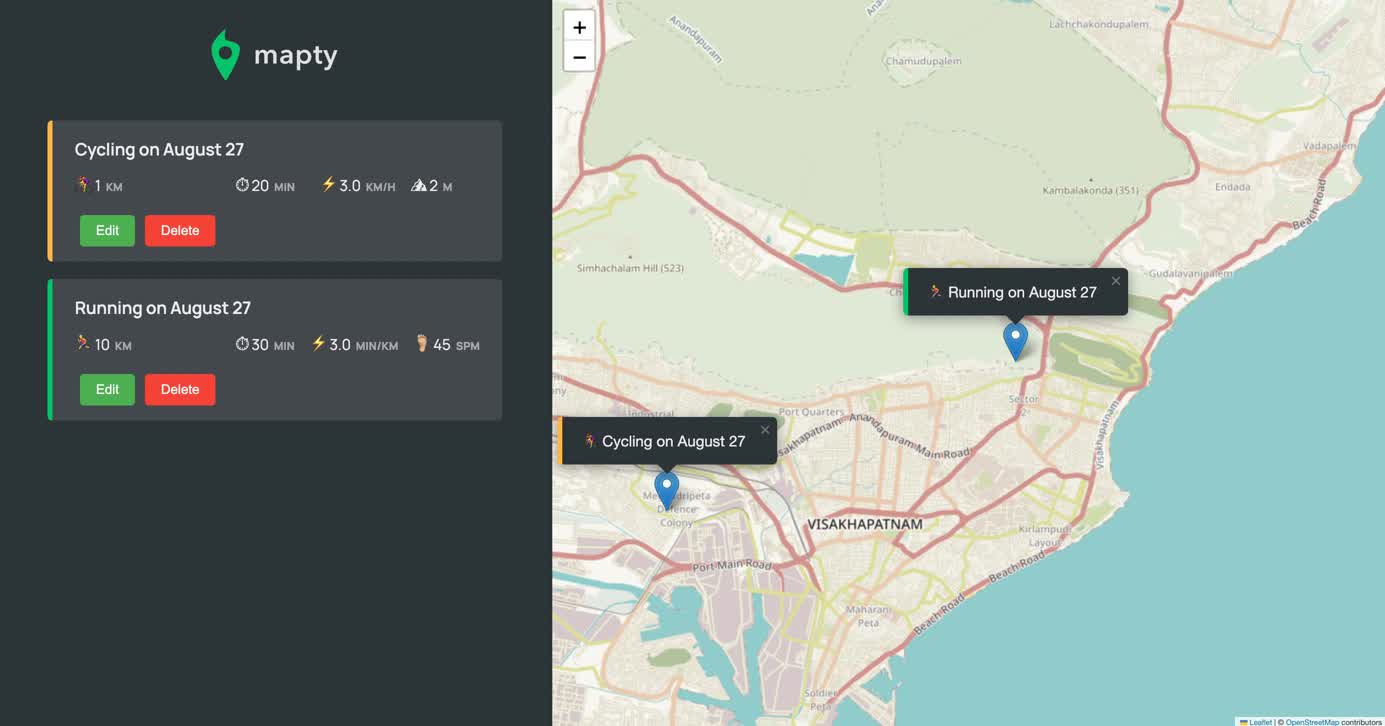 mapty
Cycling on August 27
1 KM
20 MIN
3.0 KM/H
2 M
Edit
Delete
Running on August 27
10 KM
30 MIN
3.0 MIN/KM
45 SPM
Edit
Delete
+
−
Anandapuram
Lachchakondupalem
Chamudupalem
Vadapalem
Kambalakonda (351)
Endada
Beach Road
Simhachalam Hill (523)
Gudalavanipalem
Running on August 27
×
Sector
2
Port Quarters
Industrial
Anandapuram Main Road
Visakhapatnam
Cycling on August 27
×
Defence
Colony
VISAKHAPATNAM
Kirlampudi
Layout
Port Main Road
Beach Road
Maharani
Peta
Beach Road
Soldier
Peta
Leaflet | © OpenStreetMap contributors